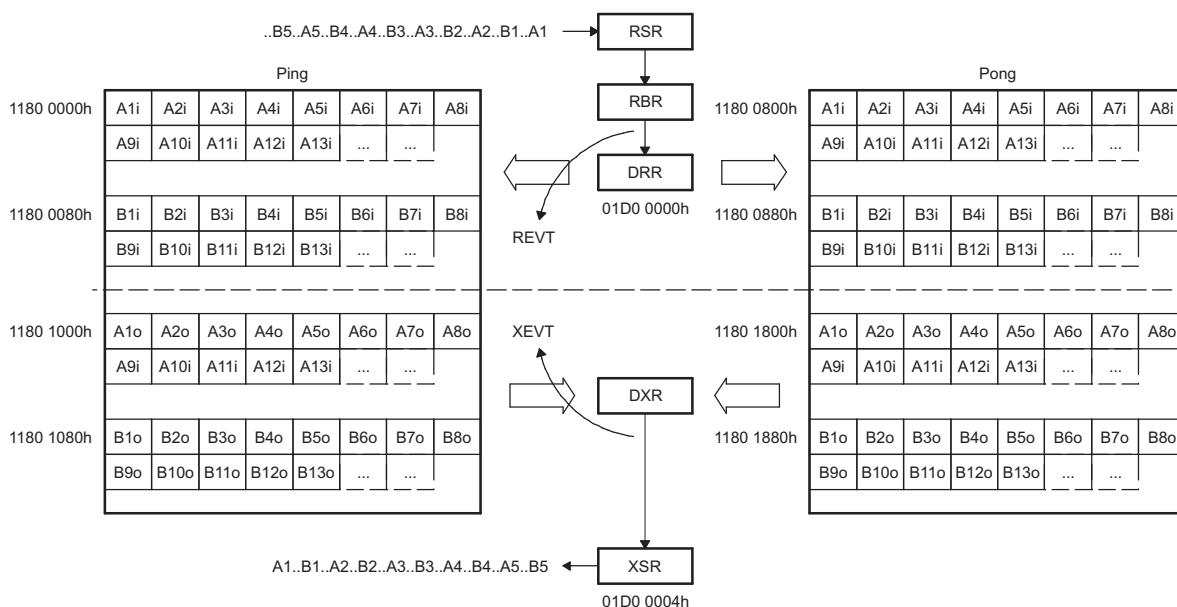 ..B5..A5..B4..A4..B3..A3..B2..A2..B1..A1 RSR
Ping Pong
RBR
1180 0000h A1i A2i A3i A4i A5i A6i A7i A8i 1180 0800h A1i A2i A3i A4i A5i A6i A7i A8i
A9i A10i A11i A12i A13i ... ... A9i A10i A11i A12i A13i ... ...
DRR
01D0 0000h
1180 0080h B1i B2i B3i B4i B5i B6i B7i B8i 1180 0880h B1i B2i B3i B4i B5i B6i B7i B8i
REVT
B9i B10i B11i B12i B13i ... ... B9i B10i B11i B12i B13i ... ...
1180 1000h A1o A2o A3o A4o A5o A6o A7o A8o XEVT 1180 1800h A1o A2o A3o A4o A5o A6o A7o A8o
A9i A10i A11i A12i A13i ... ... A9i A10i A11i A12i A13i ... ...
DXR
1180 1080h B1o B2o B3o B4o B5o B6o B7o B8o 1180 1880h B1o B2o B3o B4o B5o B6o B7o B8o
B9o B10o B11o B12o B13o ... ... B9o B10o B11o B12o B13o ... ...
A1..B1..A2..B2..A3..B3..A4..B4..A5..B5 XSR
01D0 0004h